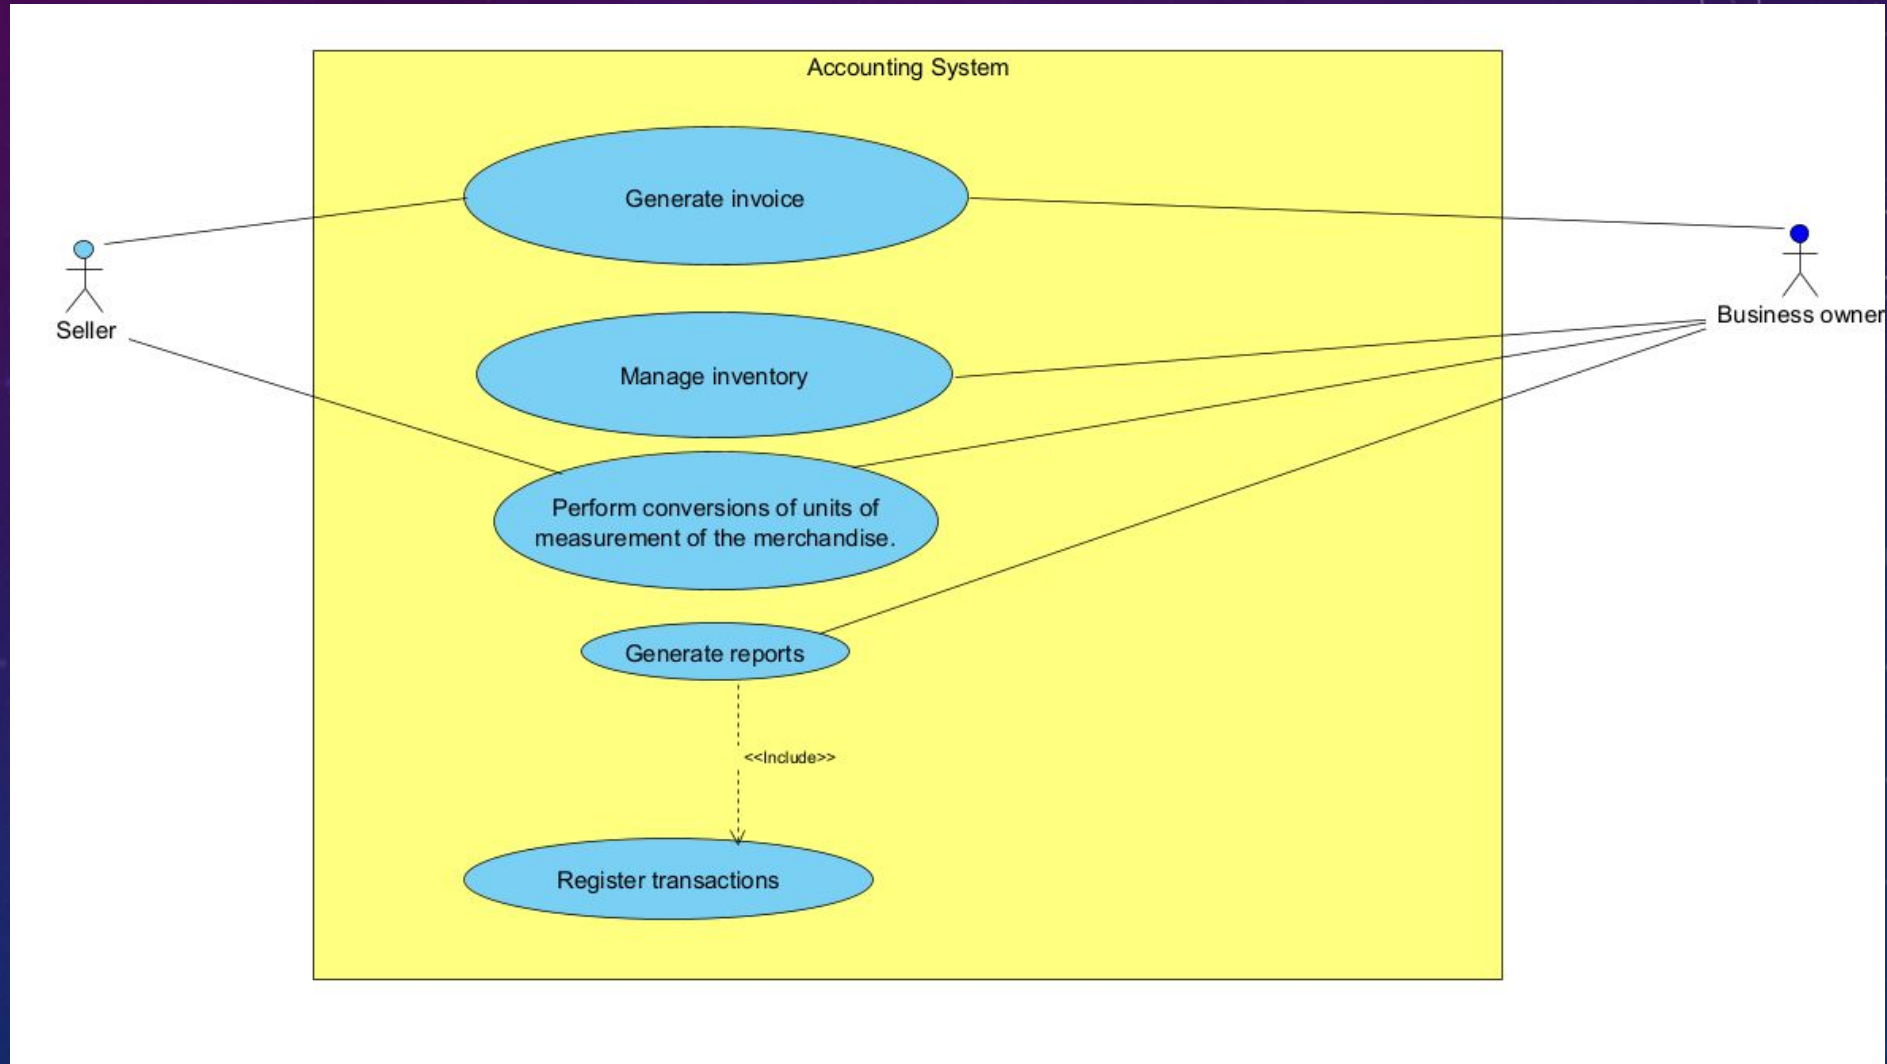 Accounting System
Generate invoice
Seller
Business owner
Manage inventory
Perform conversions of units of
measurement of the merchandise.
Generate reports
<<Include>>
Register transactions